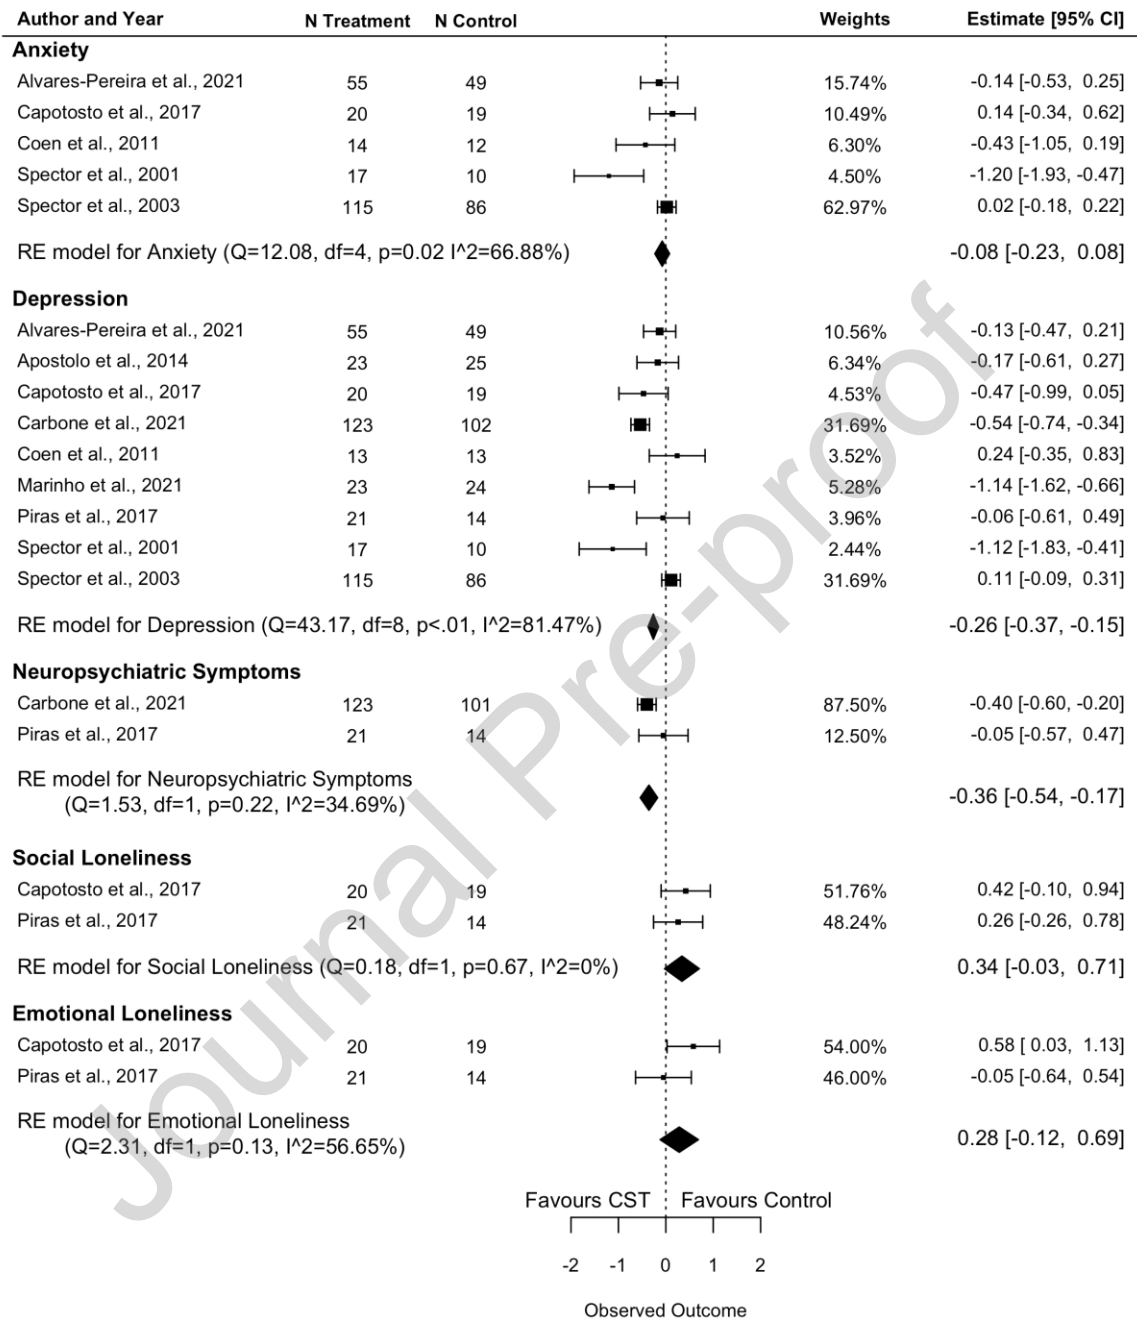 Author and Year N Treatment N Control Weights Estimate [95% CI]
Anxiety
Alvares-Pereira et al., 2021 55 49 15.74% -0.14 [-0.53, 0.25]
Capotosto et al., 2017 20 19 10.49% 0.14 [-0.34, 0.62]
Coen et al., 2011 14 12 6.30% -0.43 [-1.05, 0.19]
Spector et al., 2001 17 10 4.50% -1.20 [-1.93, -0.47]
Spector et al., 2003 115 86 62.97% 0.02 [-0.18, 0.22]
RE model for Anxiety (Q=12.08, df=4, p=0.02 I^2=66.88%) -0.08 [-0.23, 0.08]
Depression
Alvares-Pereira et al., 2021 55 49 10.56% -0.13 [-0.47, 0.21]
Apostolo et al., 2014 23 25 6.34% -0.17 [-0.61, 0.27]
Capotosto et al., 2017 20 19 4.53% -0.47 [-0.99, 0.05]
Carbone et al., 2021 123 102 31.69% -0.54 [-0.74, -0.34]
Coen et al., 2011 13 13 3.52% 0.24 [-0.35, 0.83]
Marinho et al., 2021 23 24 5.28% -1.14 [-1.62, -0.66]
Piras et al., 2017 21 14 3.96% -0.06 [-0.61, 0.49]
Spector et al., 2001 17 10 2.44% -1.12 [-1.83, -0.41]
Spector et al., 2003 115 86 31.69% 0.11 [-0.09, 0.31]
RE model for Depression (Q=43.17, df=8, p<.01, I^2=81.47%) -0.26 [-0.37, -0.15]
Neuropsychiatric Symptoms
Carbone et al., 2021 123 101 87.50% -0.40 [-0.60, -0.20]
Piras et al., 2017 21 14 12.50% -0.05 [-0.57, 0.47]
RE model for Neuropsychiatric Symptoms
(Q=1.53, df=1, p=0.22, I^2=34.69%) -0.36 [-0.54, -0.17]
Social Loneliness
Capotosto et al., 2017 20 19 51.76% 0.42 [-0.10, 0.94]
Piras et al., 2017 21 14 48.24% 0.26 [-0.26, 0.78]
RE model for Social Loneliness (Q=0.18, df=1, p=0.67, I^2=0%) 0.34 [-0.03, 0.71]
Emotional Loneliness
Capotosto et al., 2017 20 19 54.00% 0.58 [ 0.03, 1.13]
Piras et al., 2017 21 14 46.00% -0.05 [-0.64, 0.54]
RE model for Emotional Loneliness
(Q=2.31, df=1, p=0.13, I^2=56.65%) 0.28 [-0.12, 0.69]
Favours CST Favours Control
-2 -1 0 1 2
Observed Outcome
Journal Pre-proof